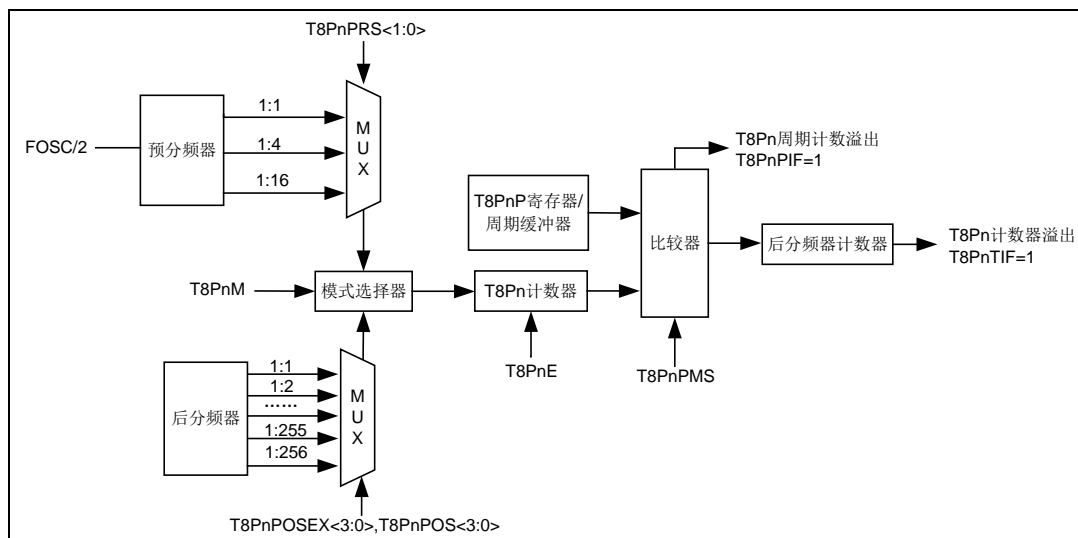 T8PnPRS<1:0>
FOSC/2
预分频器
1:1
1:4
1:16
M
U
X
T8PnP寄存器/
周期缓冲器
比较器
T8Pn周期计数溢出
T8PnPIF=1
后分频器计数器
T8Pn计数器溢出
T8PnTIF=1
T8PnM
模式选择器
T8Pn计数器
T8PnE
T8PnPMS
后分频器
1:1
1:2
……
1:255
1:256
M
U
X
T8PnPOSEX<3:0>,T8PnPOS<3:0>